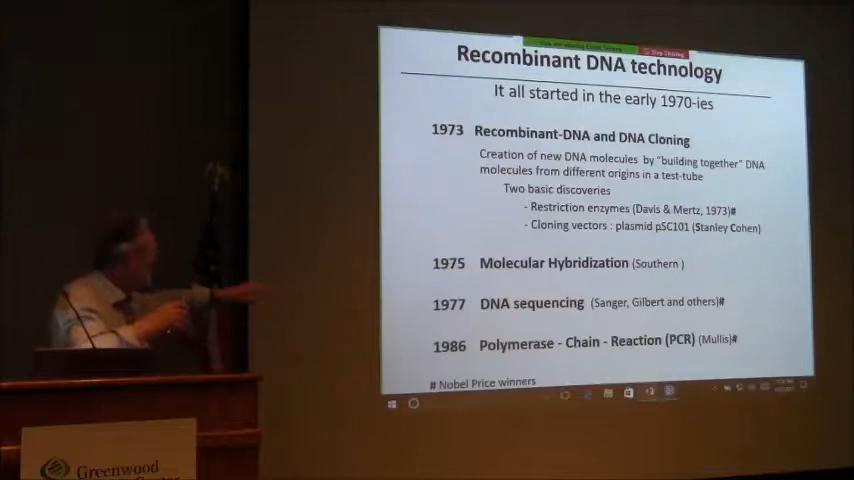 Stop Sharing
Recombinant DNA technology
It all started in the early 1970-ies
1973 Recombinant-DNA and DNA Cloning
Creation of new DNA molecules by "building together" DNA
molecules from different origins in a test-tube
Two basic discoveries
- Restriction enzymes (Davis & Mertz, 1973)#
- Cloning vectors : plasmid pSC101 (Stanley Cohen)
1975 Molecular Hybridization (Southern )
1977 DNA sequencing (Sanger, Gilbert and others)#
1986 Polymerase - Chain - Reaction (PCR) (Mullis)#
# Nobel Price winners
Greenwood